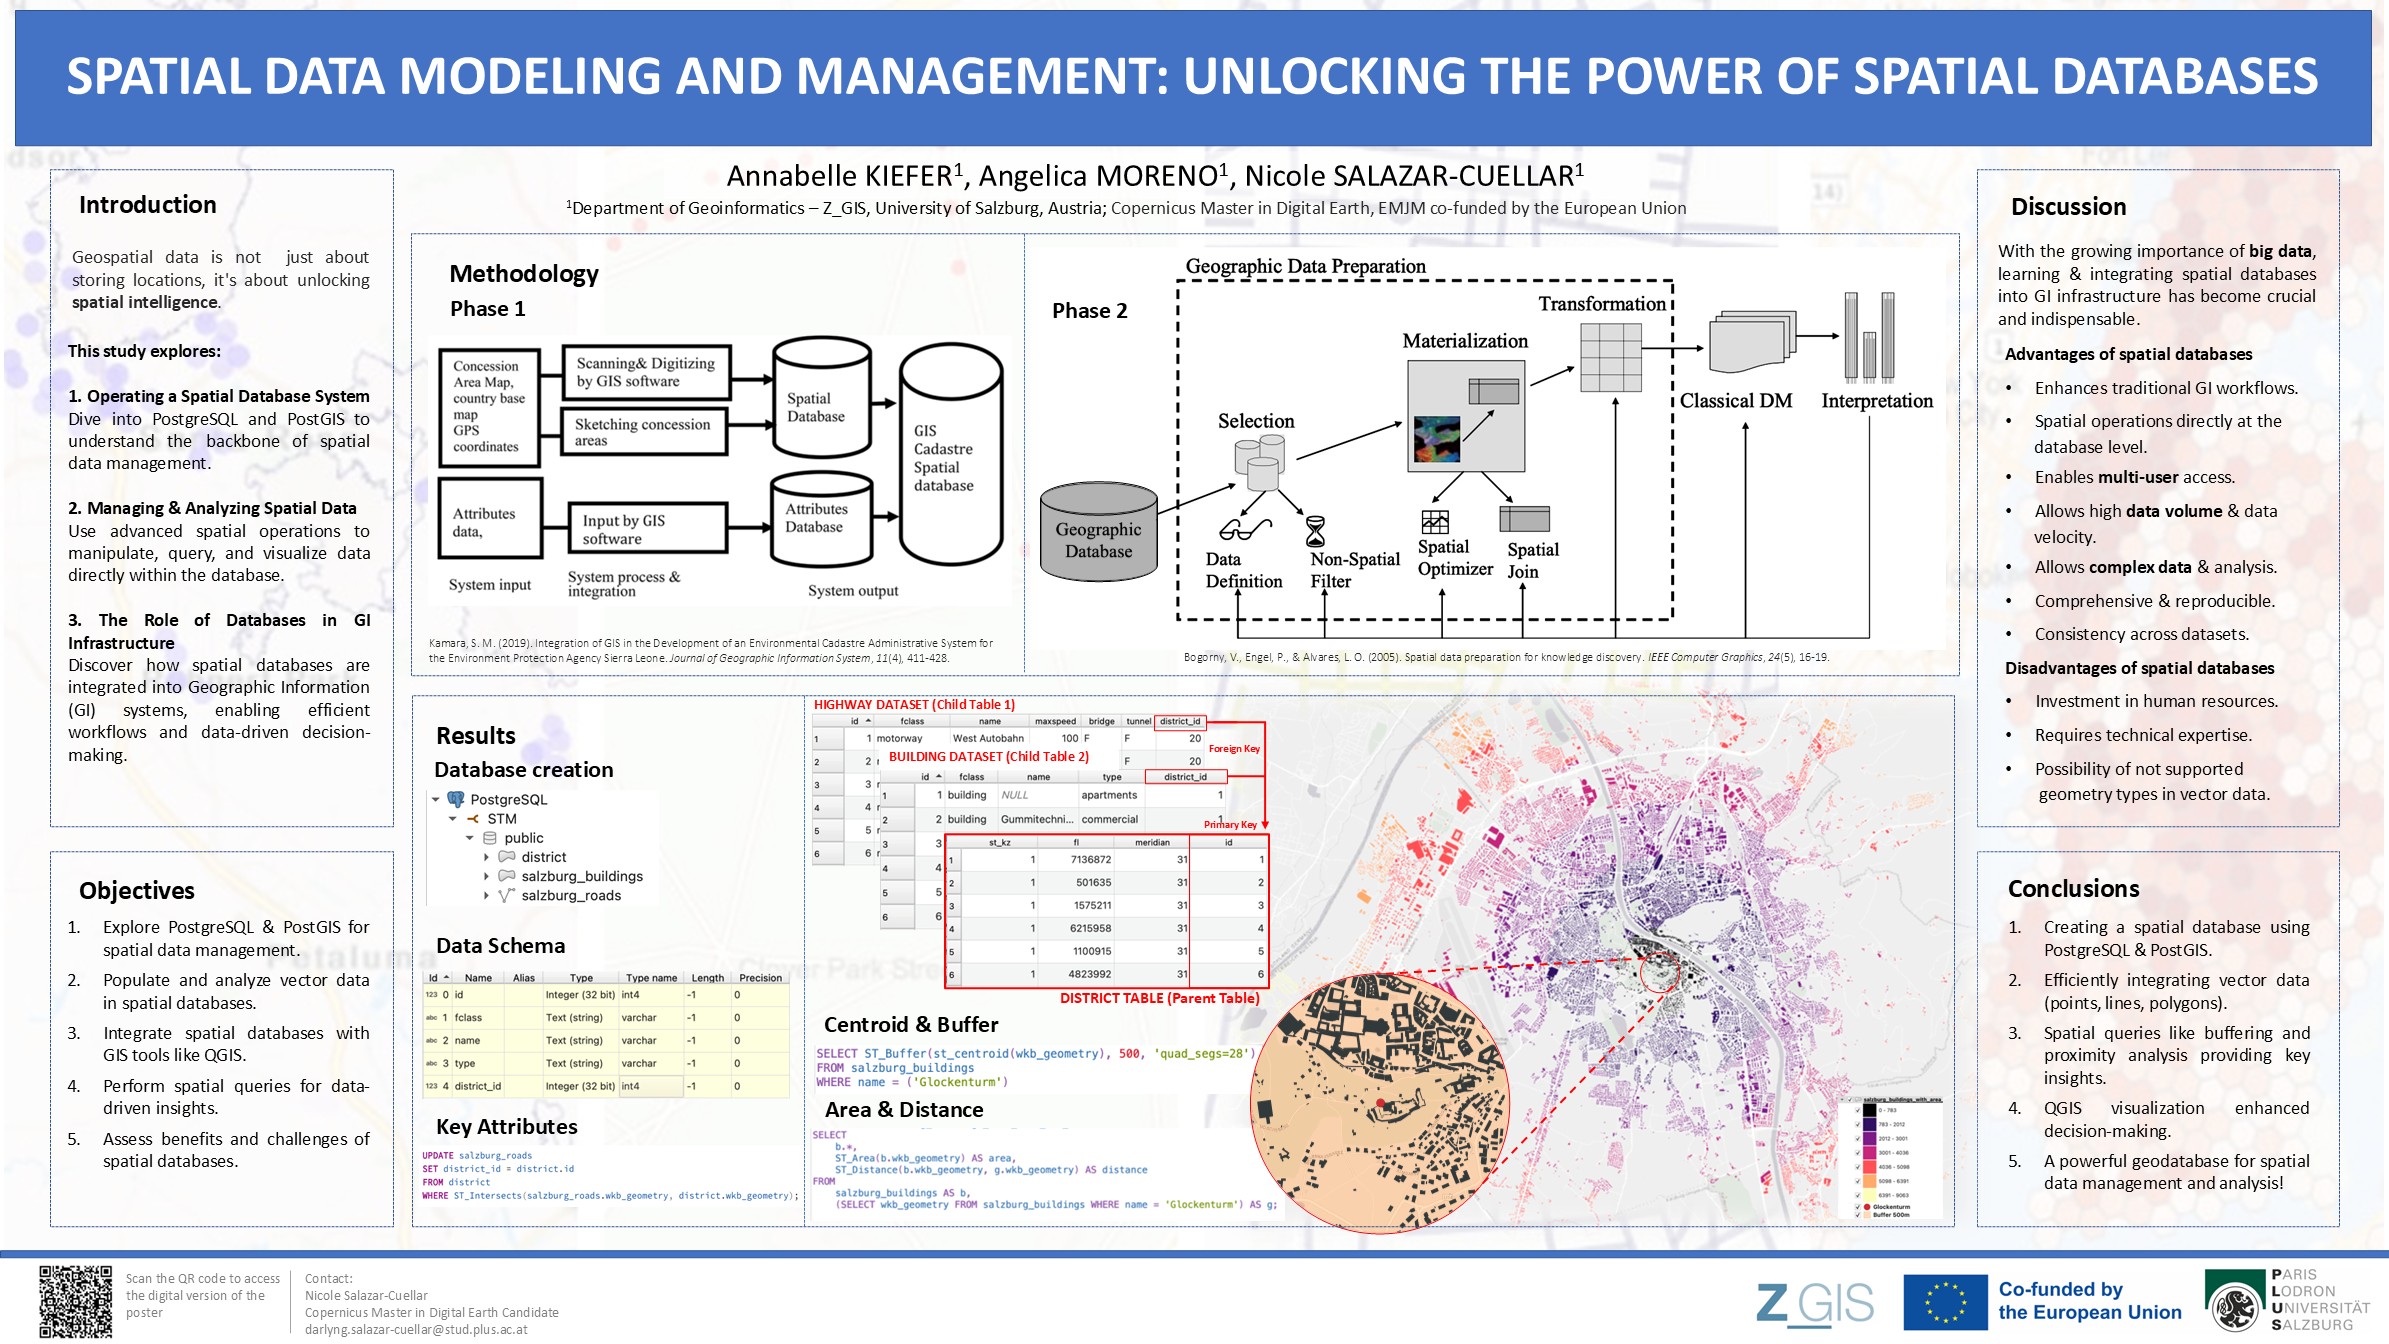 SPATIAL DATA MODELING AND MANAGEMENT: UNLOCKING THE POWER OF SPATIAL DATABASES
Annabelle KIEFER1, Angelica MORENO1, Nicole SALAZAR-CUELLAR1
1Department of Geoinformatics – Z_GIS, University of Salzburg, Austria; Copernicus Master in Digital Earth, EMJM co-funded by the European Union
Introduction
Geospatial data is not just about
storing locations, it's about unlocking
spatial intelligence.
This study explores:
1. Operating a Spatial Database System
Dive into PostgreSQL and PostGIS to
understand the backbone of spatial
data management.
2. Managing & Analyzing Spatial Data
Use advanced spatial operations to
manipulate, query, and visualize data
directly within the database.
3. The Role of Databases in GI
Infrastructure
Discover how spatial databases are
integrated into Geographic Information
(GI) systems, enabling efficient
workflows and data-driven decision-
making.
Objectives
1. Explore PostgreSQL & PostGIS for
spatial data management.
2. Populate and analyze vector data
in spatial databases.
3. Integrate spatial databases with
GIS tools like QGIS.
4. Perform spatial queries for data-
driven insights.
5. Assess benefits and challenges of
spatial databases.
Methodology
Phase 1
Concession
Area Map,
country base
map
GPS
coordinates
Scanning& Digitizing
by GIS software
Sketching concession
areas
Spatial
Database
GIS
Cadastre
Spatial
database
Attributes
data,
Input by GIS
software
Attributes
Database
System input
System process &
integration
System output
Kamara, S. M. (2019). Integration of GIS in the Development of an Environmental Cadastre Administrative System for
the Environment Protection Agency Sierra Leone. Journal of Geographic Information System, 11(4), 411-428.
Phase 2
Geographic Data Preparation
Transformation
Materialization
Selection
Classical DM
Interpretation
Geographic
Database
Data
Definition
Non-Spatial
Filter
Spatial
Optimizer
Spatial
Join
Bogorny, V., Engel, P., & Alvares, L. O. (2005). Spatial data preparation for knowledge discovery. IEEE Computer Graphics, 24(5), 16-19.
Results
Database creation
PostgreSQL
STM
public
district
salzburg_buildings
salzburg_roads
Data Schema
Id Name Alias Type Type name Length Precision
123 0 id Integer (32 bit) int4 -1 0
abc 1 fclass Text (string) varchar -1 0
abc 2 name Text (string) varchar -1 0
abc 3 type Text (string) varchar -1 0
123 4 district_id Integer (32 bit) int4 -1 0
Key Attributes
UPDATE salzburg_roads
SET district_id = district.id
FROM district
WHERE ST_Intersects(salzburg_roads.wkb_geometry, district.wkb_geometry);
HIGHWAY DATASET (Child Table 1)
id fclass name maxspeed bridge tunnel district_id
1 1 motorway West Autobahn 100 F F 20
2 2 F 20
3 3
4 4
5 5
6 6
Foreign Key
BUILDING DATASET (Child Table 2)
id fclass name type district_id
1 1 building NULL apartments 1
2 2 building Gummitechni... commercial 1
3 3
4 4
5 5
6 6
Primary Key
st_kz fl meridian id
1 1 7136872 31 1
2 1 501635 31 2
3 1 1575211 31 3
4 1 6215958 31 4
5 1 1100915 31 5
6 1 4823992 31 6
DISTRICT TABLE (Parent Table)
Centroid & Buffer
SELECT ST_Buffer(st_centroid(wkb_geometry), 500, 'quad_segs=28')
FROM salzburg_buildings
WHERE name = ('Glockenturm')
Area & Distance
SELECT
b.*,
ST_Area(b.wkb_geometry) AS area,
ST_Distance(b.wkb_geometry, g.wkb_geometry) AS distance
FROM
salzburg_buildings AS b,
(SELECT wkb_geometry FROM salzburg_buildings WHERE name = 'Glockenturm') AS g;
salzburg_buildings_with_area
0 - 783
783 - 2012
2012 - 3001
3001 - 4036
4036 - 5098
5098 - 6391
6391 - 9063
Glockenturm
Buffer 500m
Discussion
With the growing importance of big data,
learning & integrating spatial databases
into GI infrastructure has become crucial
and indispensable.
Advantages of spatial databases
• Enhances traditional GI workflows.
• Spatial operations directly at the
database level.
• Enables multi-user access.
• Allows high data volume & data
velocity.
• Allows complex data & analysis.
• Comprehensive & reproducible.
• Consistency across datasets.
Disadvantages of spatial databases
• Investment in human resources.
• Requires technical expertise.
• Possibility of not supported
geometry types in vector data.
Conclusions
1. Creating a spatial database using
PostgreSQL & PostGIS.
2. Efficiently integrating vector data
(points, lines, polygons).
3. Spatial queries like buffering and
proximity analysis providing key
insights.
4. QGIS visualization enhanced
decision-making.
5. A powerful geodatabase for spatial
data management and analysis!
Scan the QR code to access
the digital version of the
poster
Contact:
Nicole Salazar-Cuellar
Copernicus Master in Digital Earth Candidate
darlyng.salazar-cuellar@stud.plus.ac.at
Z_GIS
Co-funded by
the European Union
PARIS
LODRON
UNIVERSITÄT
SALZBURG